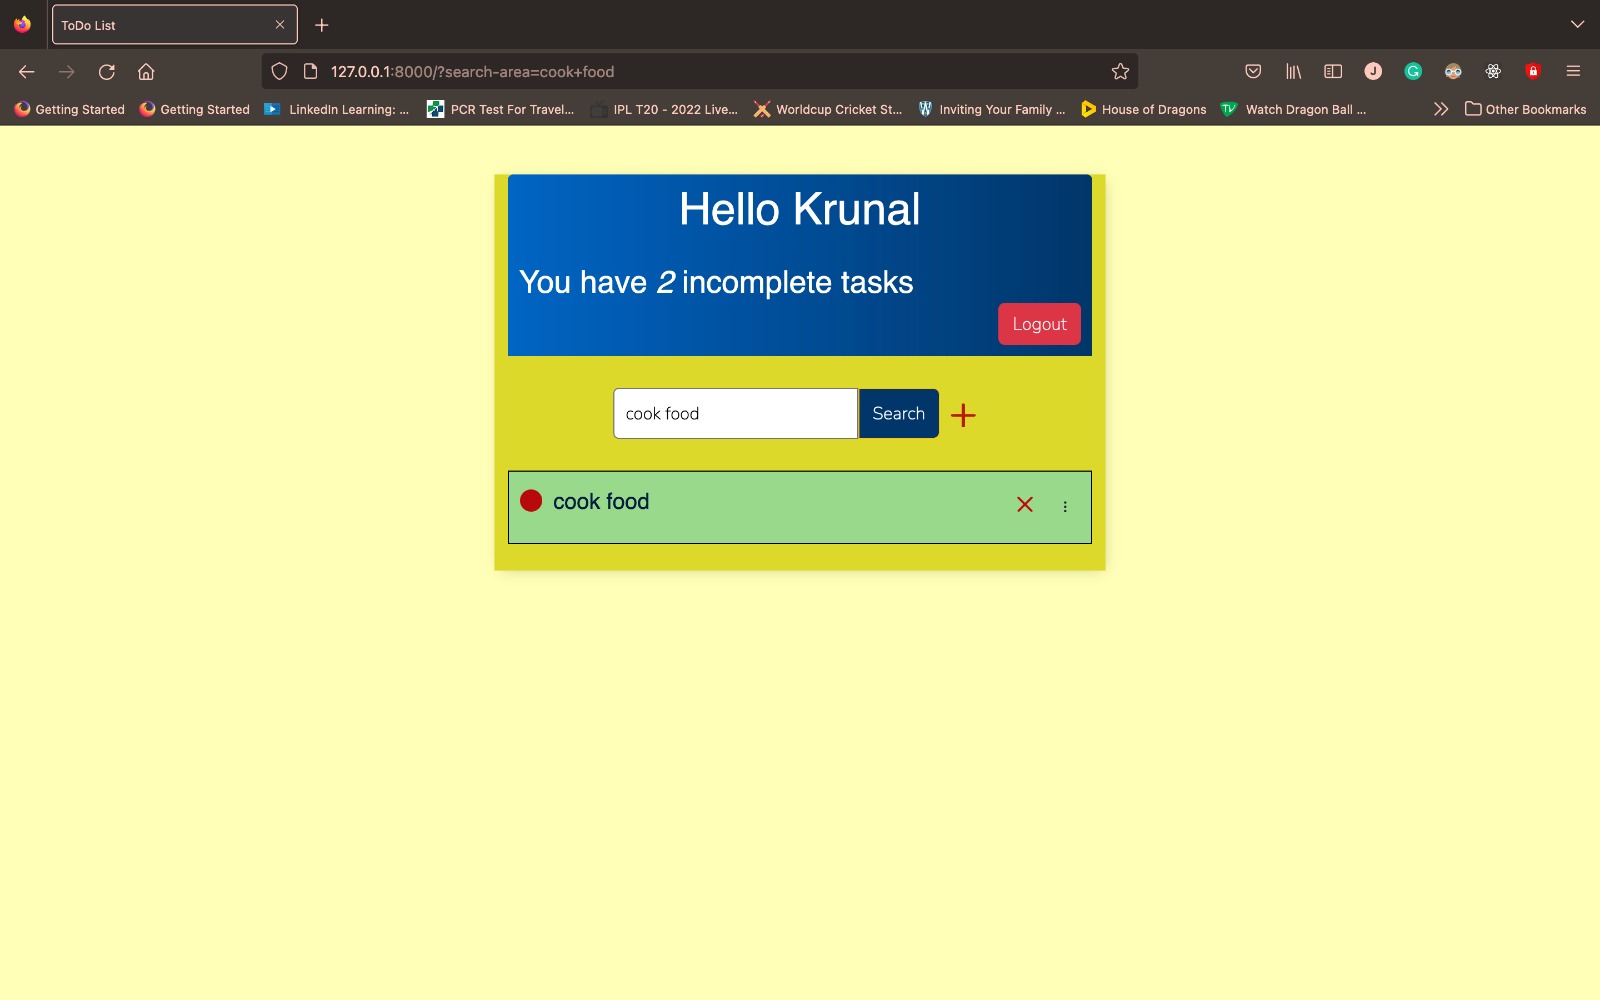 ToDo List
127.0.0.1:8000/?search-area=cook+food
Getting Started Getting Started LinkedIn Learning: ... PCR Test For Travel... IPL T20 - 2022 Live... Worldcup Cricket St... Inviting Your Family ... House of Dragons Watch Dragon Ball ... Other Bookmarks
Hello Krunal
You have 2 incomplete tasks
Logout
cook food Search
cook food